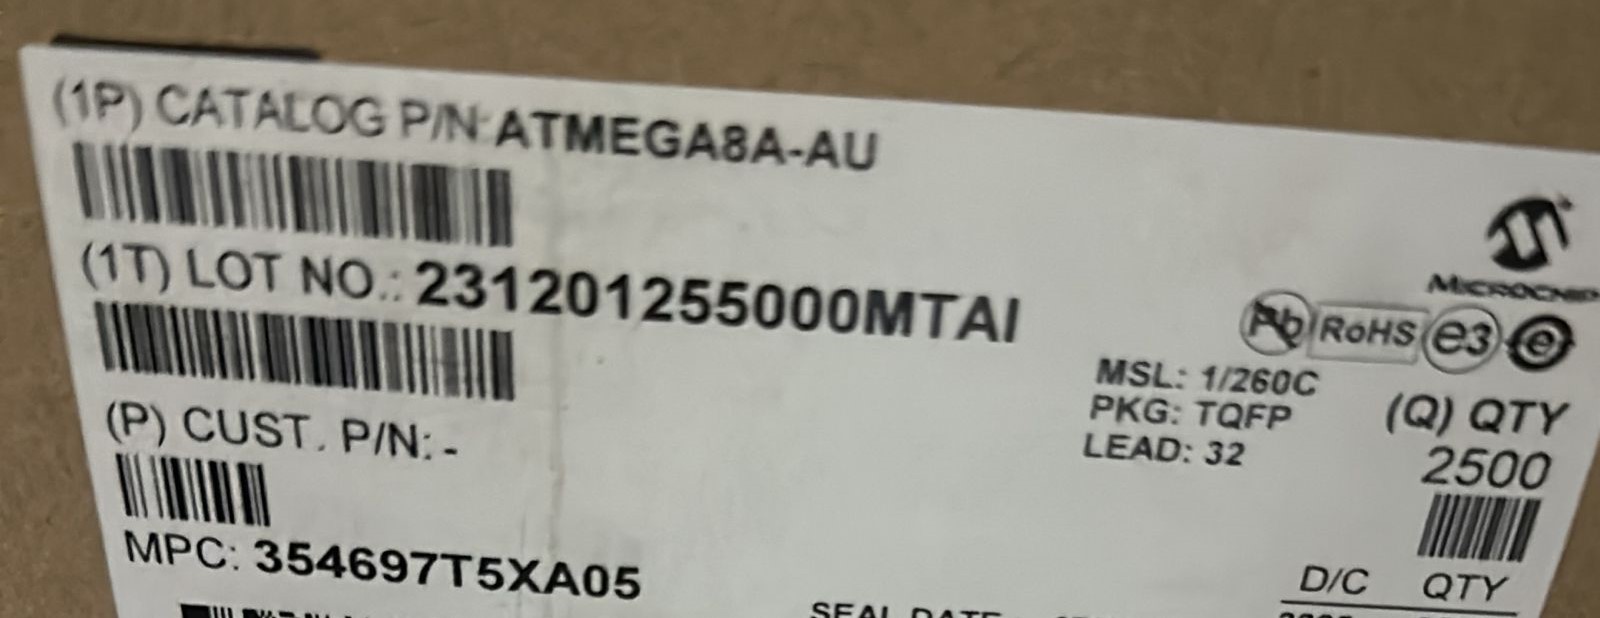 (1P) CATALOG P/N:ATMEGA8A-AU
(1T) LOT NO.: 231201255000MTAI
MICROCHIP
Pb RoHS e3 e
MSL: 1/260C
PKG: TQFP
LEAD: 32
(Q) QTY
2500
(P) CUST. P/N: -
MPC: 354697T5XA05
D/C QTY
SEAL DATE